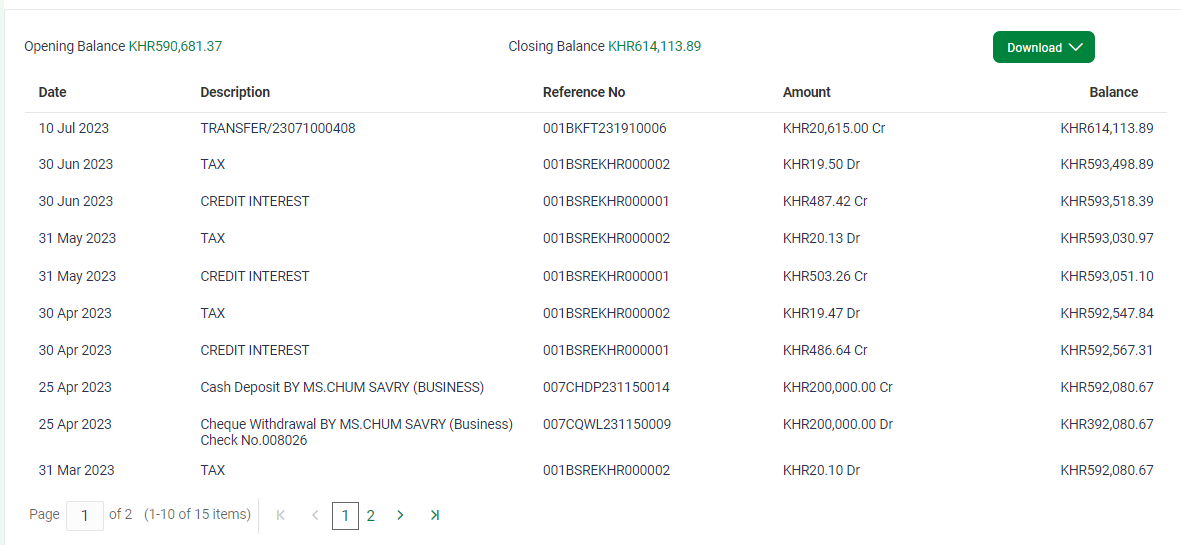 Opening Balance KHR590,681.37 Closing Balance KHR614,113.89 Download
Date Description Reference No Amount Balance
10 Jul 2023 TRANSFER/23071000408 001BKFT231910006 KHR20,615.00 Cr KHR614,113.89
30 Jun 2023 TAX 001BSREKHR000002 KHR19.50 Dr KHR593,498.89
30 Jun 2023 CREDIT INTEREST 001BSREKHR000001 KHR487.42 Cr KHR593,518.39
31 May 2023 TAX 001BSREKHR000002 KHR20.13 Dr KHR593,030.97
31 May 2023 CREDIT INTEREST 001BSREKHR000001 KHR503.26 Cr KHR593,051.10
30 Apr 2023 TAX 001BSREKHR000002 KHR19.47 Dr KHR592,547.84
30 Apr 2023 CREDIT INTEREST 001BSREKHR000001 KHR486.64 Cr KHR592,567.31
25 Apr 2023 Cash Deposit BY MS.CHUM SAVRY (BUSINESS) 007CHDP231150014 KHR200,000.00 Cr KHR592,080.67
25 Apr 2023 Cheque Withdrawal BY MS.CHUM SAVRY (Business) 007CQWL231150009 KHR200,000.00 Dr KHR392,080.67
Check No.008026
31 Mar 2023 TAX 001BSREKHR000002 KHR20.10 Dr KHR592,080.67
Page 1 of 2 (1-10 of 15 items) 1 2